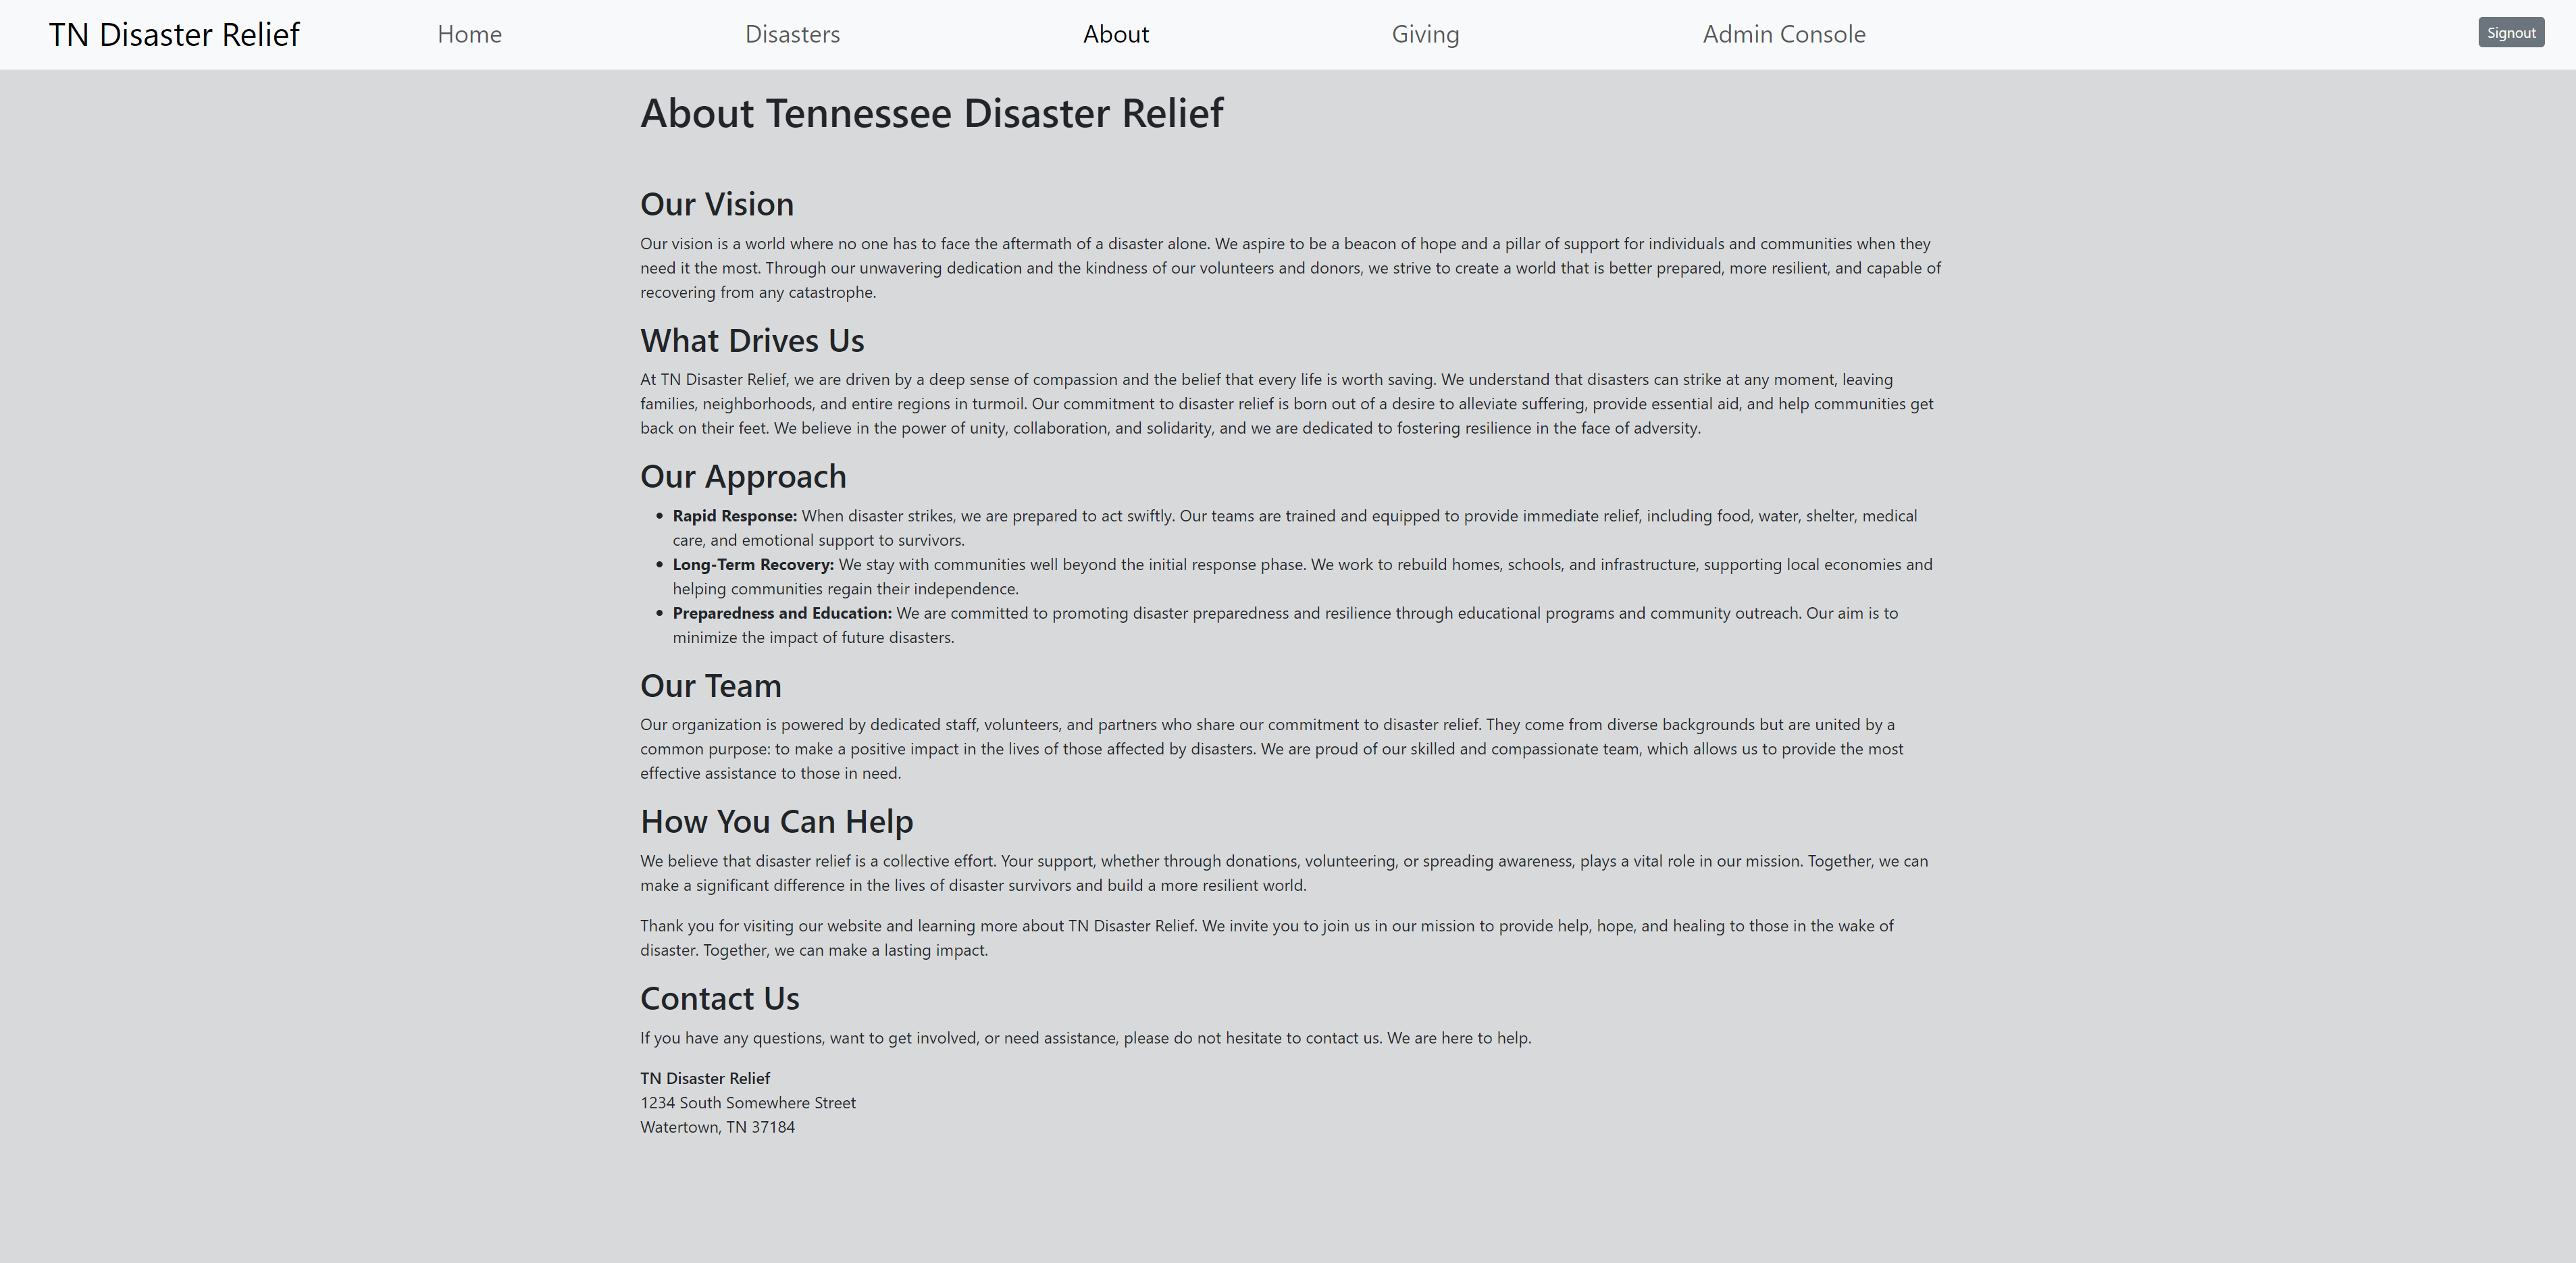 TN Disaster Relief
Home
Disasters
About
Giving
Admin Console
Signout
About Tennessee Disaster Relief
Our Vision
Our vision is a world where no one has to face the aftermath of a disaster alone. We aspire to be a beacon of hope and a pillar of support for individuals and communities when they
need it the most. Through our unwavering dedication and the kindness of our volunteers and donors, we strive to create a world that is better prepared, more resilient, and capable of
recovering from any catastrophe.
What Drives Us
At TN Disaster Relief, we are driven by a deep sense of compassion and the belief that every life is worth saving. We understand that disasters can strike at any moment, leaving
families, neighborhoods, and entire regions in turmoil. Our commitment to disaster relief is born out of a desire to alleviate suffering, provide essential aid, and help communities get
back on their feet. We believe in the power of unity, collaboration, and solidarity, and we are dedicated to fostering resilience in the face of adversity.
Our Approach
• Rapid Response: When disaster strikes, we are prepared to act swiftly. Our teams are trained and equipped to provide immediate relief, including food, water, shelter, medical
care, and emotional support to survivors.
• Long-Term Recovery: We stay with communities well beyond the initial response phase. We work to rebuild homes, schools, and infrastructure, supporting local economies and
helping communities regain their independence.
• Preparedness and Education: We are committed to promoting disaster preparedness and resilience through educational programs and community outreach. Our aim is to
minimize the impact of future disasters.
Our Team
Our organization is powered by dedicated staff, volunteers, and partners who share our commitment to disaster relief. They come from diverse backgrounds but are united by a
common purpose: to make a positive impact in the lives of those affected by disasters. We are proud of our skilled and compassionate team, which allows us to provide the most
effective assistance to those in need.
How You Can Help
We believe that disaster relief is a collective effort. Your support, whether through donations, volunteering, or spreading awareness, plays a vital role in our mission. Together, we can
make a significant difference in the lives of disaster survivors and build a more resilient world.
Thank you for visiting our website and learning more about TN Disaster Relief. We invite you to join us in our mission to provide help, hope, and healing to those in the wake of
disaster. Together, we can make a lasting impact.
Contact Us
If you have any questions, want to get involved, or need assistance, please do not hesitate to contact us. We are here to help.
TN Disaster Relief
1234 South Somewhere Street
Watertown, TN 37184